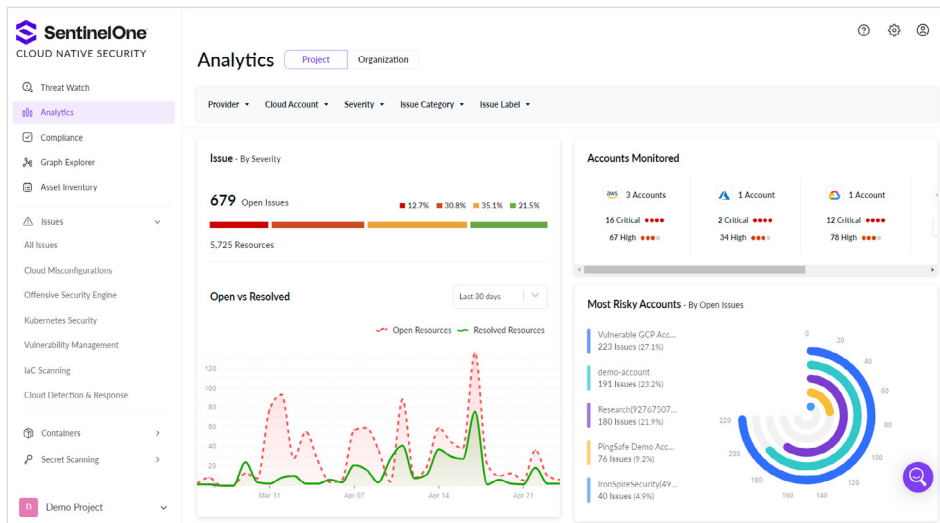 SentinelOne
CLOUD NATIVE SECURITY
Threat Watch
Analytics
Compliance
Graph Explorer
Asset Inventory
Issues
All Issues
Cloud Misconfigurations
Offensive Security Engine
Kubernetes Security
Vulnerability Management
IaC Scanning
Cloud Detection & Response
Containers
Secret Scanning
D Demo Project
Analytics Project Organization
Provider Cloud Account Severity Issue Category Issue Label
Issue - By Severity
679 Open Issues 12.7% 30.8% 35.1% 21.5%
5,725 Resources
Open vs Resolved Last 30 days
Open Resources Resolved Resources
120
100
80
60
40
20
Mar 31 Apr 07 Apr 14 Apr 21
Accounts Monitored
aws 3 Accounts 1 Account 1 Account
16 Critical 2 Critical 12 Critical
67 High 34 High 78 High
Most Risky Accounts - By Open Issues
Vulnerable GCP Acc...
223 Issues (27.1%)
demo-account
191 Issues (23.2%)
Research(92767507...
180 Issues (21.9%)
PingSafe Demo Acc...
76 Issues (9.2%)
IronSpireSecurity(49...
40 Issues (4.9%)
0
20
40
60
80
100
120
140
160
180
200
220